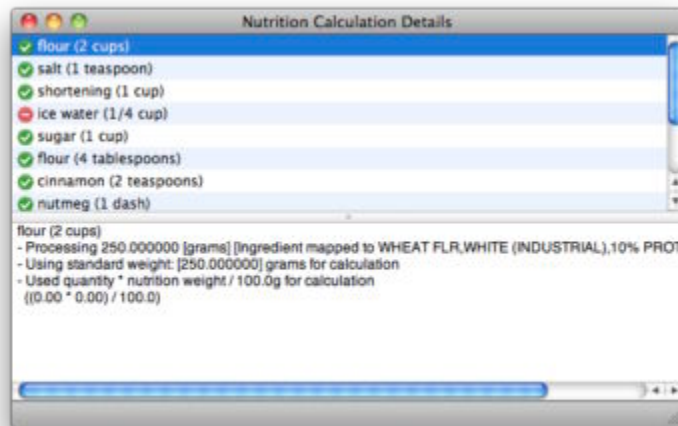 Nutrition Calculation Details
flour (2 cups)
salt (1 teaspoon)
shortening (1 cup)
ice water (1/4 cup)
sugar (1 cup)
flour (4 tablespoons)
cinnamon (2 teaspoons)
nutmeg (1 dash)
flour (2 cups)
- Processing 250.000000 [grams] [Ingredient mapped to WHEAT FLR,WHITE (INDUSTRIAL),10% PROT
- Using standard weight: [250.000000] grams for calculation
- Used quantity * nutrition weight / 100.0g for calculation
((0.00 * 0.00) / 100.0)